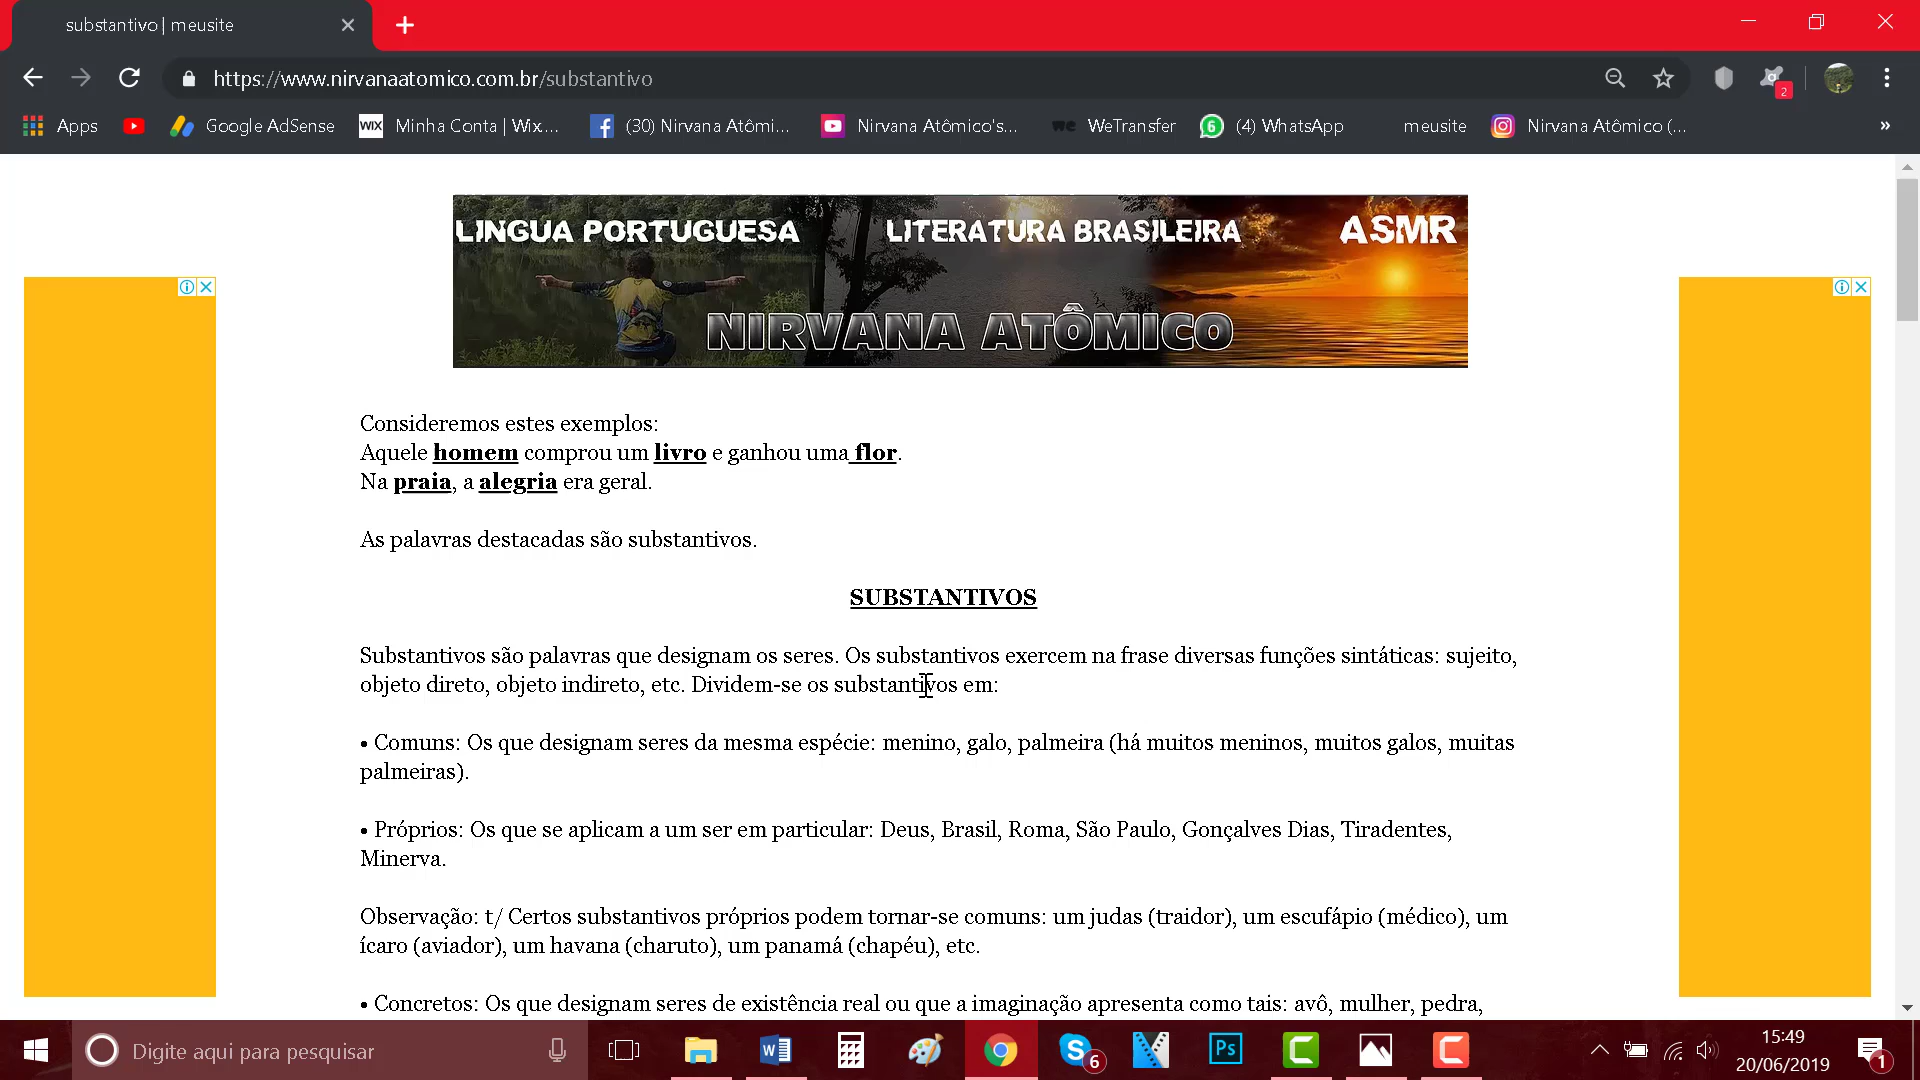 substantivo | meusite
https://www.nirvanaatomico.com.br/substantivo
2
Apps
Google AdSense
WIX Minha Conta | Wix....
(30) Nirvana Atômi...
Nirvana Atômico's...
we WeTransfer
6 (4) WhatsApp
meusite
Nirvana Atômico (...
»
LINGUA PORTUGUESA LITERATURA BRASILEIRA ASMR
NIRVANA ATÔMICO
Consideremos estes exemplos:
Aquele homem comprou um livro e ganhou uma flor.
Na praia, a alegria era geral.
As palavras destacadas são substantivos.
SUBSTANTIVOS
Substantivos são palavras que designam os seres. Os substantivos exercem na frase diversas funções sintáticas: sujeito,
objeto direto, objeto indireto, etc. Dividem-se os substantivos em:
• Comuns: Os que designam seres da mesma espécie: menino, galo, palmeira (há muitos meninos, muitos galos, muitas
palmeiras).
• Próprios: Os que se aplicam a um ser em particular: Deus, Brasil, Roma, São Paulo, Gonçalves Dias, Tiradentes,
Minerva.
Observação: t/ Certos substantivos próprios podem tornar-se comuns: um judas (traidor), um escufápio (médico), um
ícaro (aviador), um havana (charuto), um panamá (chapéu), etc.
• Concretos: Os que designam seres de existência real ou que a imaginação apresenta como tais: avô, mulher, pedra,
Digite aqui para pesquisar
6
Ps
15:49
20/06/2019
1